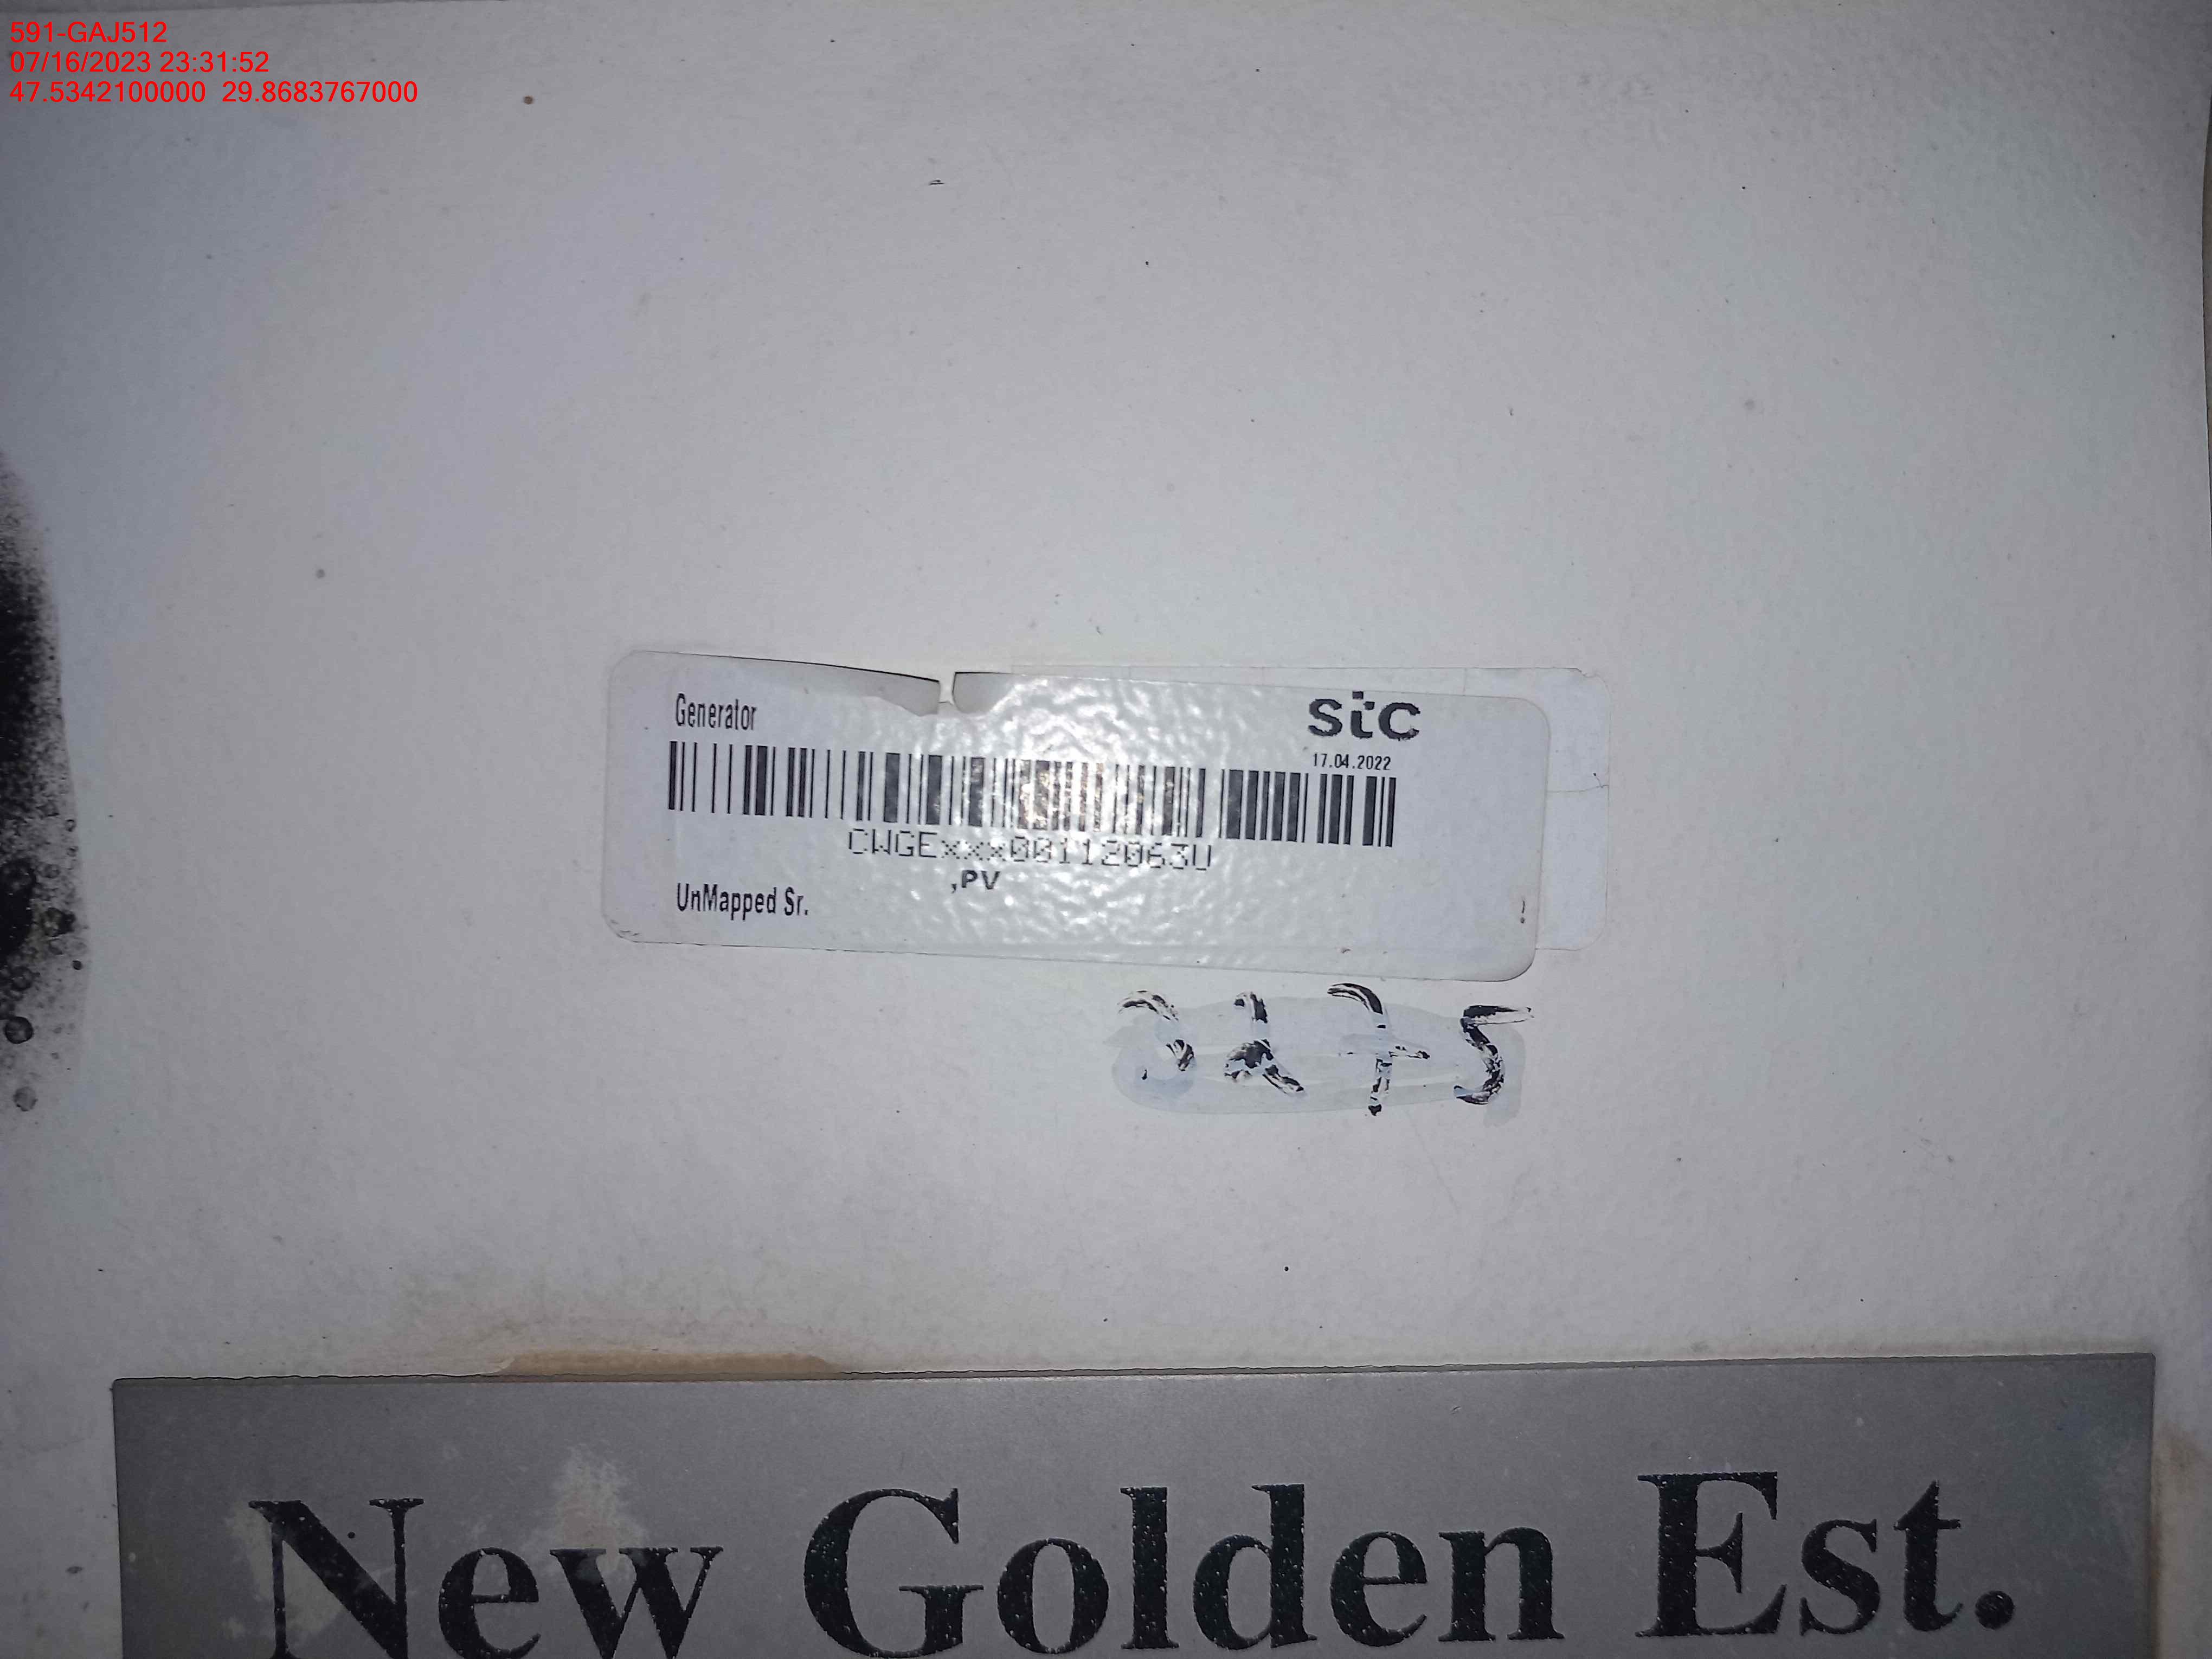 591-GAJ512
07/16/2023 23:31:52
47.5342100000 29.8683767000
Generator
stc
17.04.2022
CWGExxx00112063U
,PV
UnMapped Sr.
3275
New Golden Est.